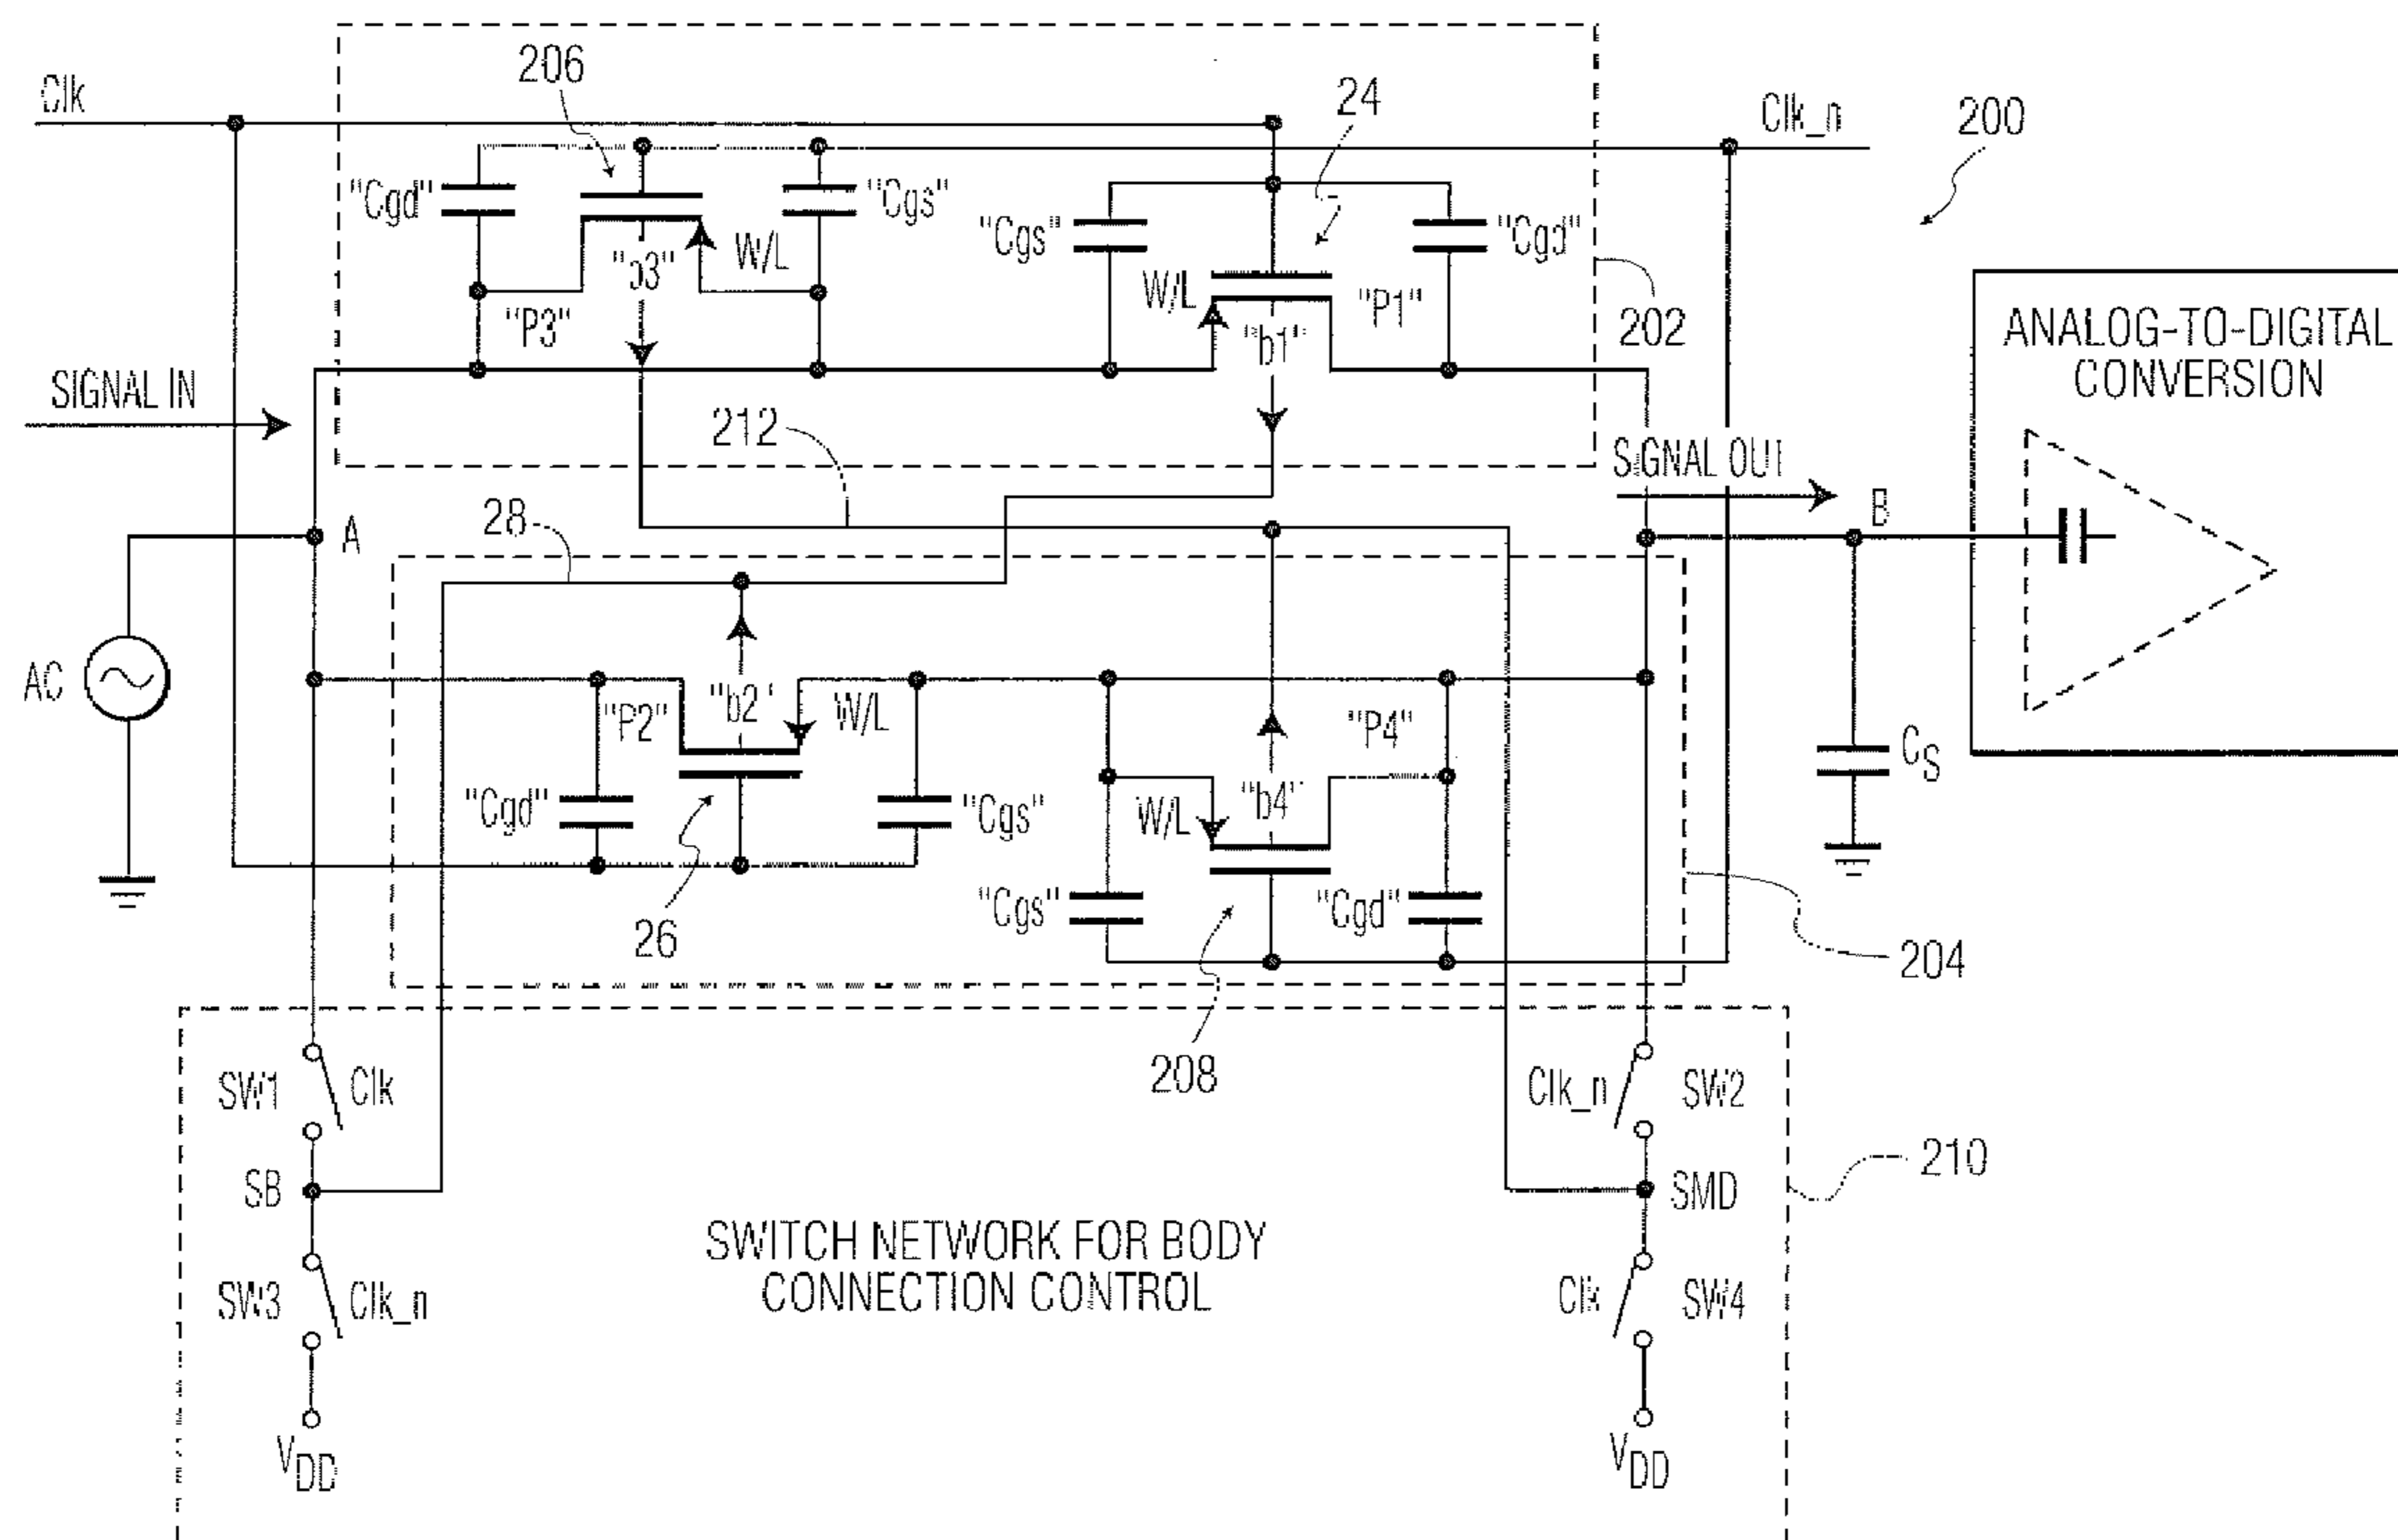 Clk
206
24
Clk_n
200
"Cgd"
"Cgs"
"Cgs"
"Cgd"
"b3"
W/L
W/L
"P1"
"b1"
"P3"
202
ANALOG-TO-DIGITAL
CONVERSION
SIGNAL IN
212
SIGNAL OUT
28
A
B
AC
"P2"
"b2"
W/L
"P4"
"Cgd"
"Cgs"
W/L
"b4"
CS
26
"Cgs"
"Cgd"
204
208
SW1
Clk
Clk_n
SW2
SB
SMD
210
SWITCH NETWORK FOR BODY
CONNECTION CONTROL
SW3
Clk_n
Clk
SW4
VDD
VDD